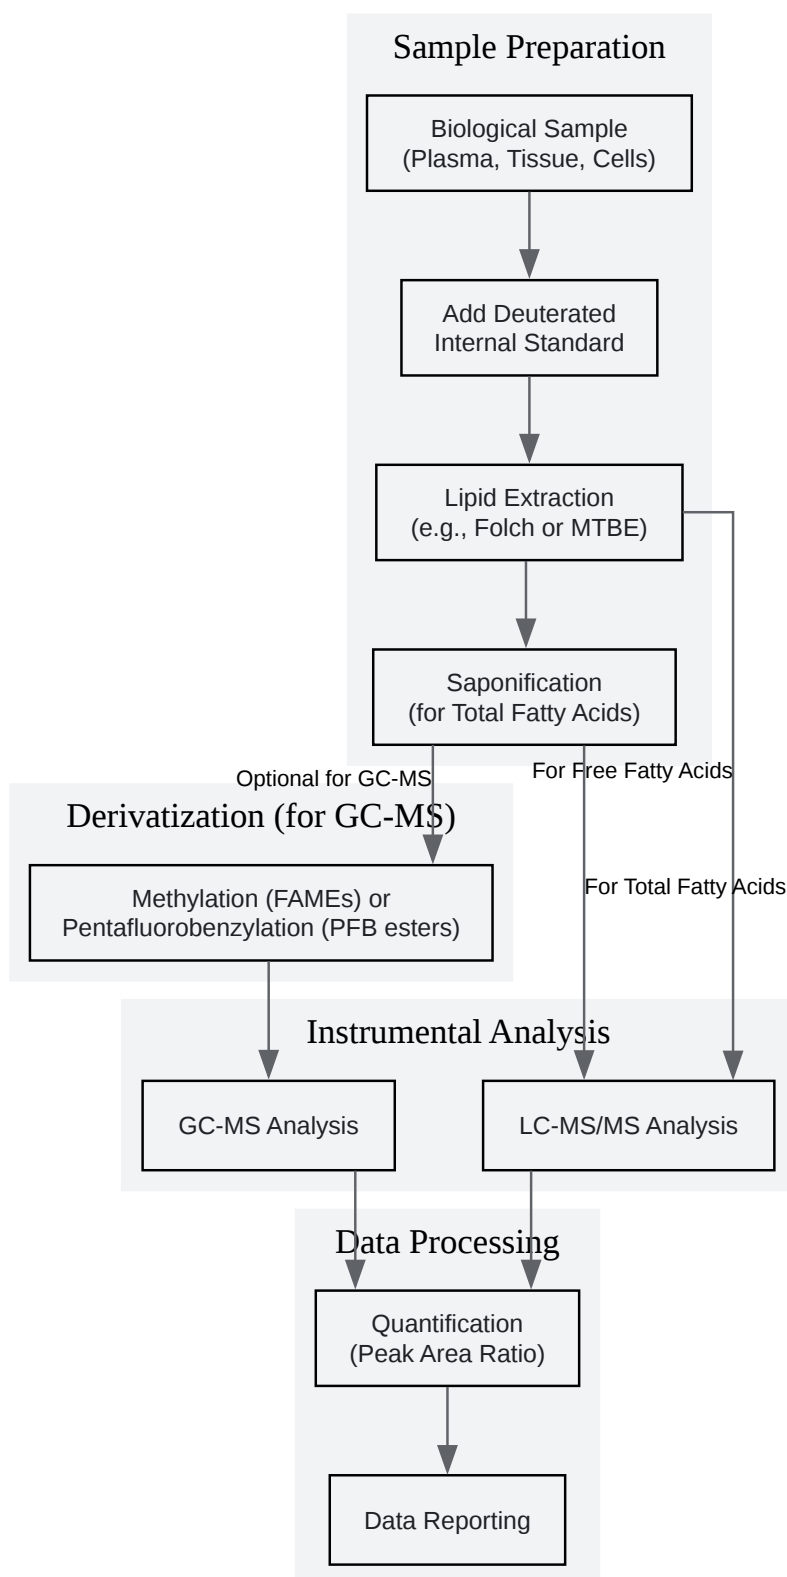 Sample Preparation
Biological Sample
(Plasma, Tissue, Cells)
Add Deuterated
Internal Standard
Lipid Extraction
(e.g., Folch or MTBE)
Saponification
(for Total Fatty Acids)
Optional for GC-MS
For Free Fatty Acids
Derivatization (for GC-MS)
For Total Fatty Acids
Methylation (FAMEs) or
Pentafluorobenzylation (PFB esters)
Instrumental Analysis
GC-MS Analysis
LC-MS/MS Analysis
Data Processing
Quantification
(Peak Area Ratio)
Data Reporting